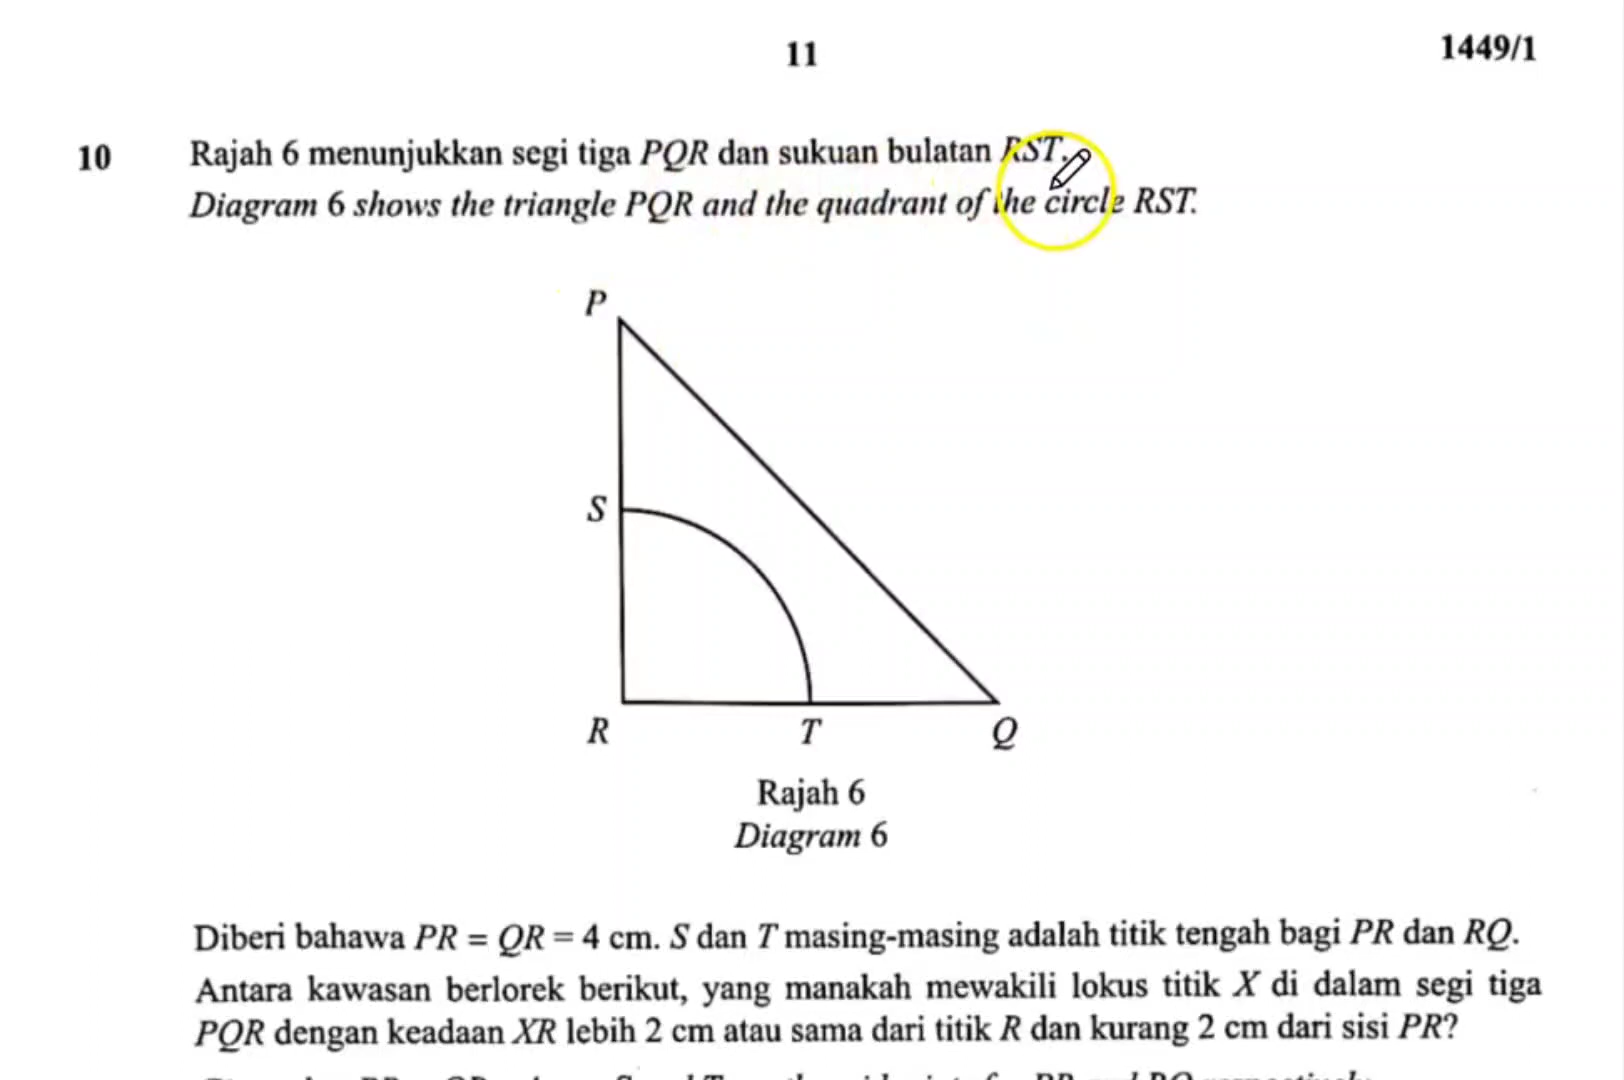 11
1449/1
10 Rajah 6 menunjukkan segi tiga PQR dan sukuan bulatan RST.
Diagram 6 shows the triangle PQR and the quadrant of the circle RST.
P
S
R T Q
Rajah 6
Diagram 6
Diberi bahawa PR = QR = 4 cm. S dan T masing-masing adalah titik tengah bagi PR dan RQ.
Antara kawasan berlorek berikut, yang manakah mewakili lokus titik X di dalam segi tiga
PQR dengan keadaan XR lebih 2 cm atau sama dari titik R dan kurang 2 cm dari sisi PR?